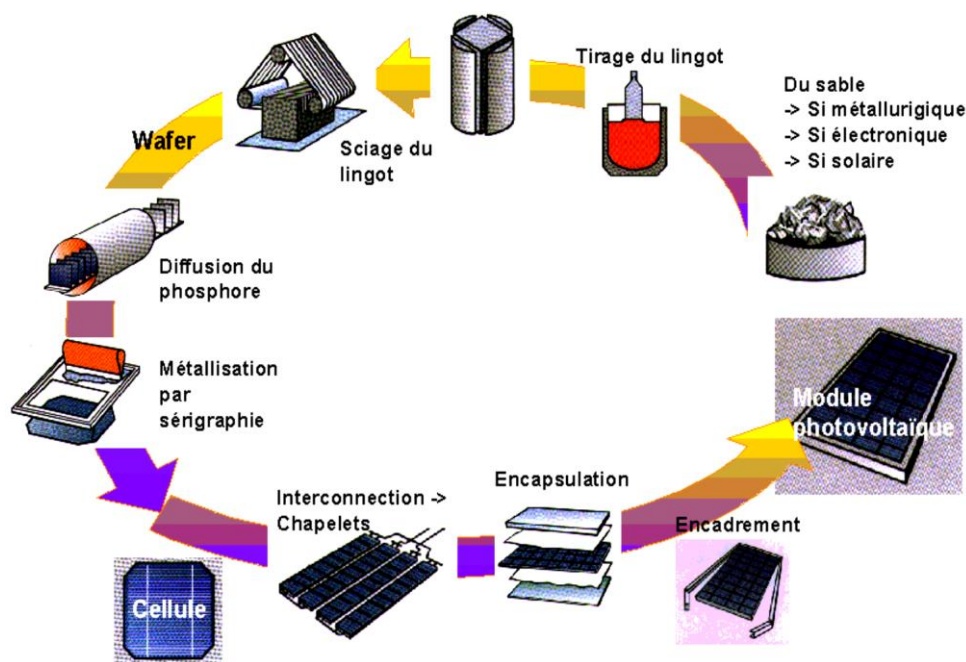 Du sable
-> Si métallurigique
-> Si électronique
-> Si solaire
Tirage du lingot
Sciage du
lingot
Wafer
Diffusion du
phosphore
Métallisation
par
sérigraphie
Cellule
Interconnection ->
Chapelets
Encapsulation
Encadrement
Module
photovoltaïque